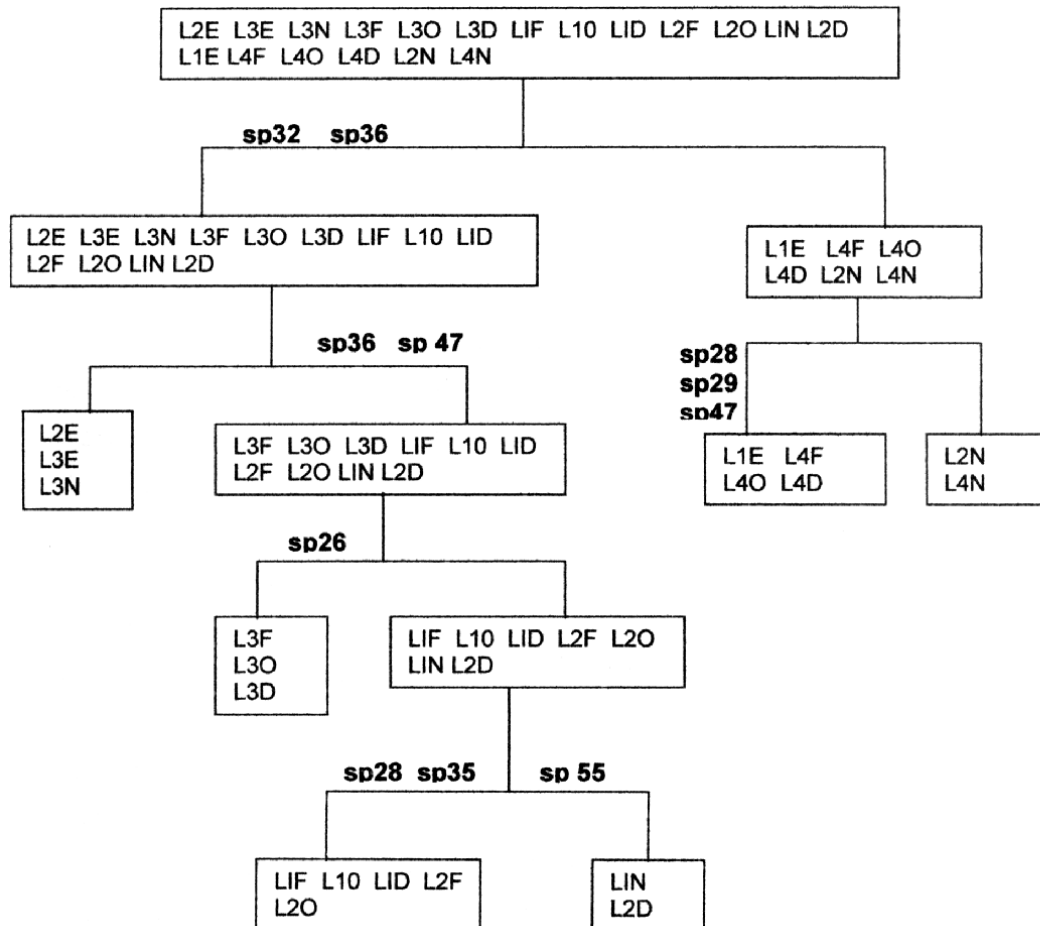 L2E L3E L3N L3F L3O L3D LIF L10 LID L2F L2O LIN L2D
L1E L4F L4O L4D L2N L4N
sp32 sp36
L2E L3E L3N L3F L3O L3D LIF L10 LID
L2F L2O LIN L2D
L1E L4F L4O
L4D L2N L4N
sp36 sp 47
sp28
sp29
sp47
L2E
L3E
L3N
L3F L3O L3D LIF L10 LID
L2F L2O LIN L2D
L1E L4F
L4O L4D
L2N
L4N
sp26
L3F
L3O
L3D
LIF L10 LID L2F L2O
LIN L2D
sp28 sp35 sp 55
LIF L10 LID L2F
L2O
LIN
L2D